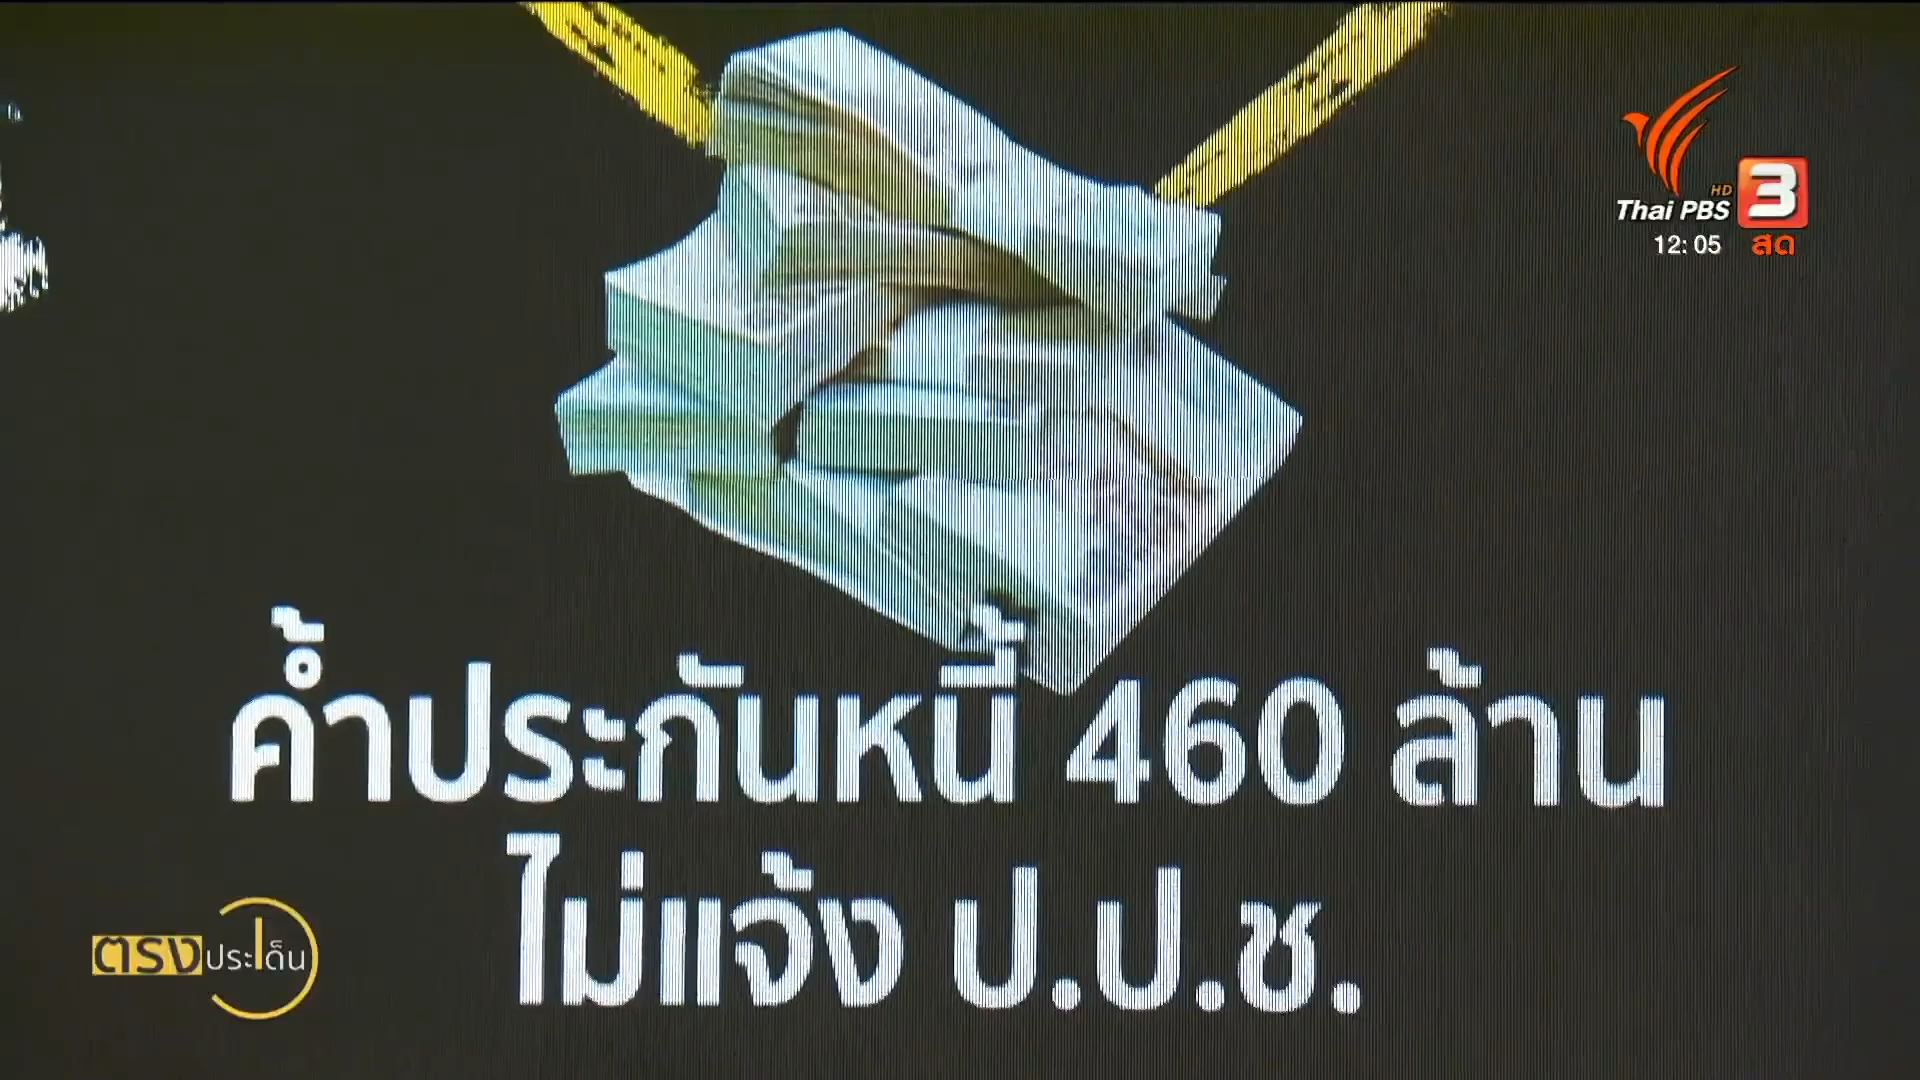 HD
Thai PBS 3
12:05 สด
ค้ำประกันหนี้ 460 ล้าน
ไม่แจ้ง ป.ป.ช.
ตรงประเด็น